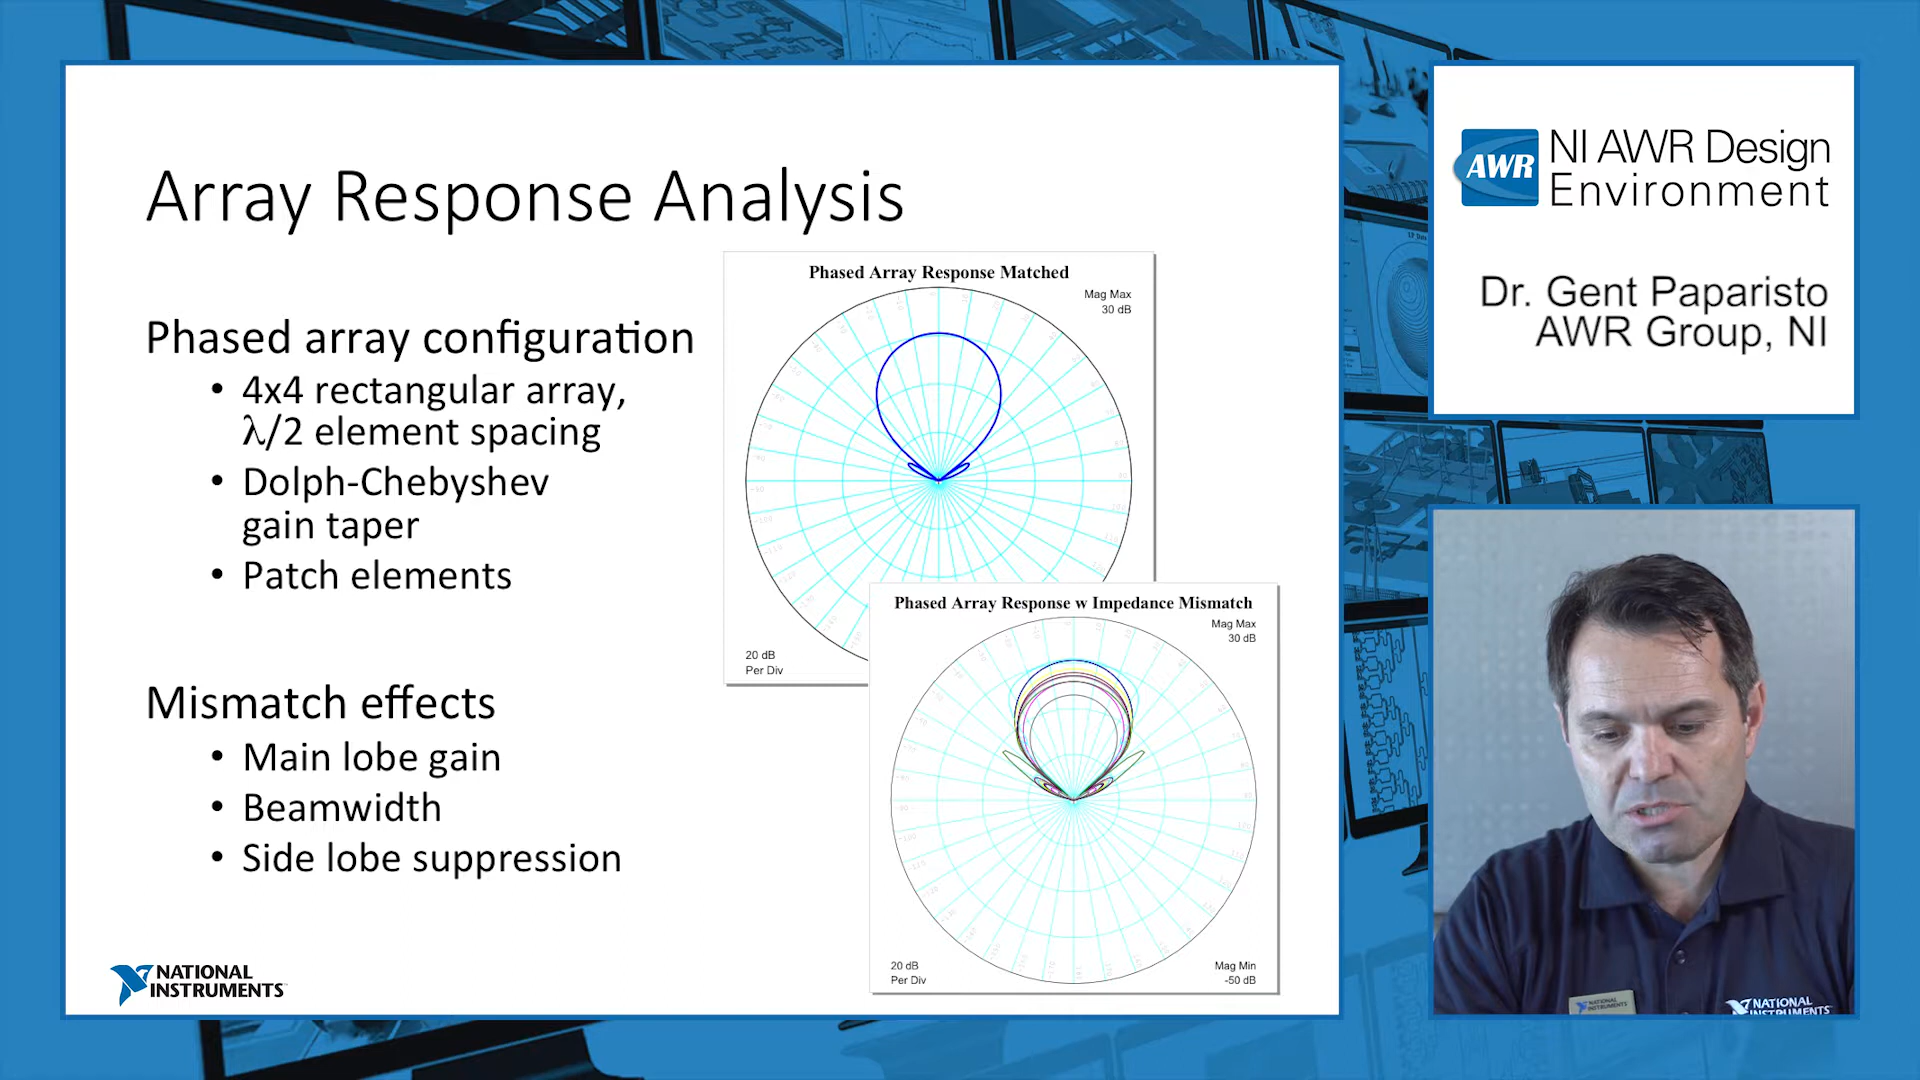 Array Response Analysis
Phased array configuration
• 4x4 rectangular array,
λ/2 element spacing
• Dolph-Chebyshev
gain taper
• Patch elements
Mismatch effects
• Main lobe gain
• Beamwidth
• Side lobe suppression
NATIONAL
INSTRUMENTS
Phased Array Response Matched
Mag Max
30 dB
20 dB
Per Div
Phased Array Response w Impedance Mismatch
Mag Max
30 dB
20 dB
Per Div
Mag Min
-50 dB
AWR
NI AWR Design
Environment
Dr. Gent Paparisto
AWR Group, NI
NATIONAL
INSTRUMENTS
NATIONAL
INSTRUMENTS